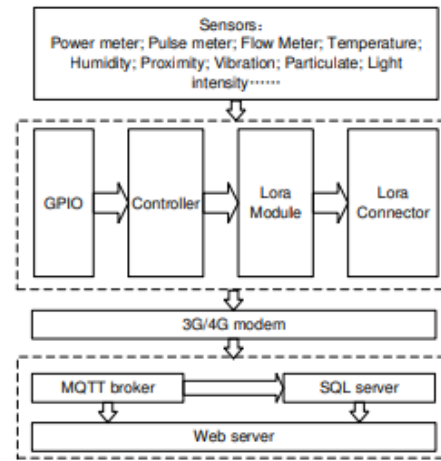 Sensors：
Power meter; Pulse meter; Flow Meter; Temperature;
Humidity; Proximity; Vibration; Particulate; Light
intensity⋯⋯
GPIO
Controller
Lora
Module
Lora
Connector
3G/4G modem
MQTT broker
SQL server
Web server